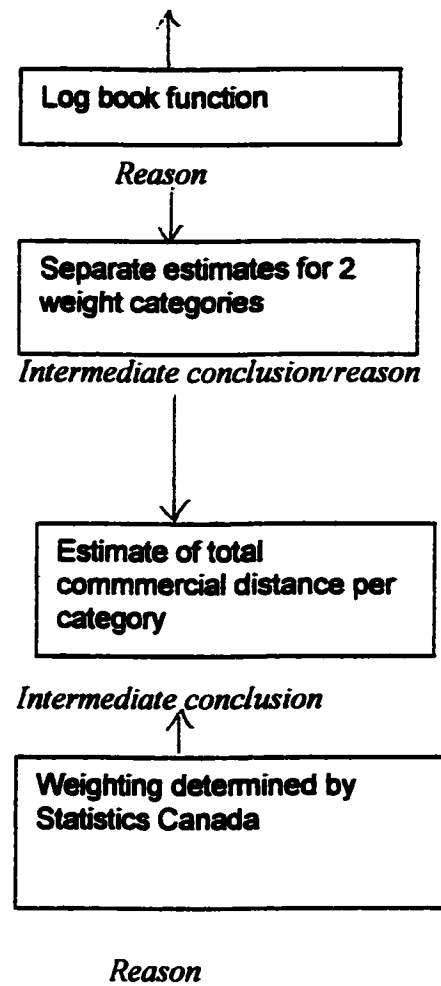 Log book function
Reason
Separate estimates for 2
weight categories
Intermediate conclusion/reason
Estimate of total
commmercial distance per
category
Intermediate conclusion
Weighting determined by
Statistics Canada
Reason